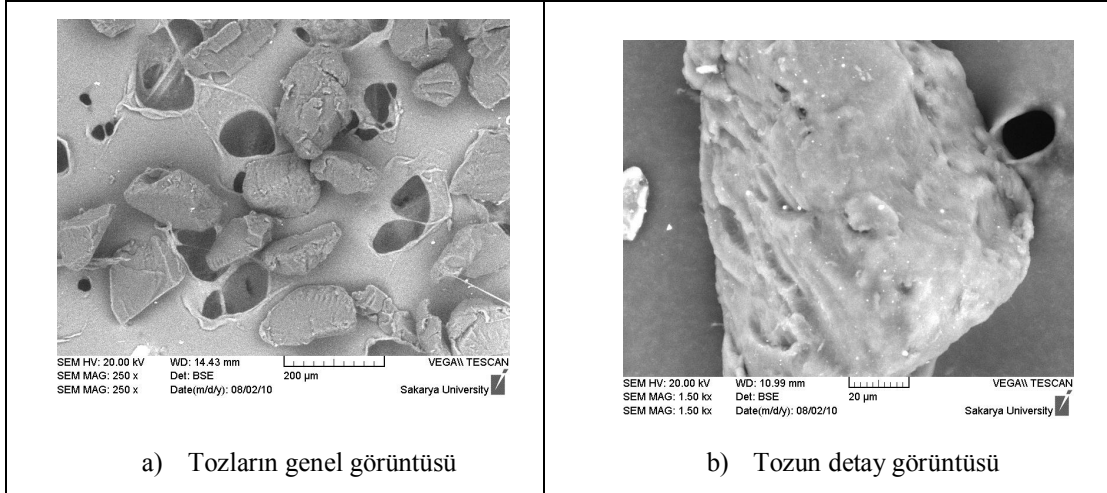 SEM HV: 20.00 kV WD: 14.43 mm VEGA\\ TESCAN
SEM MAG: 250 x Det: BSE 200 µm
SEM MAG: 250 x Date(m/d/y): 08/02/10 Sakarya University
a) Tozların genel görüntüsü
SEM HV: 20.00 kV WD: 10.99 mm VEGA\\ TESCAN
SEM MAG: 1.50 kx Det: BSE 20 µm
SEM MAG: 1.50 kx Date(m/d/y): 08/02/10 Sakarya University
b) Tozun detay görüntüsü